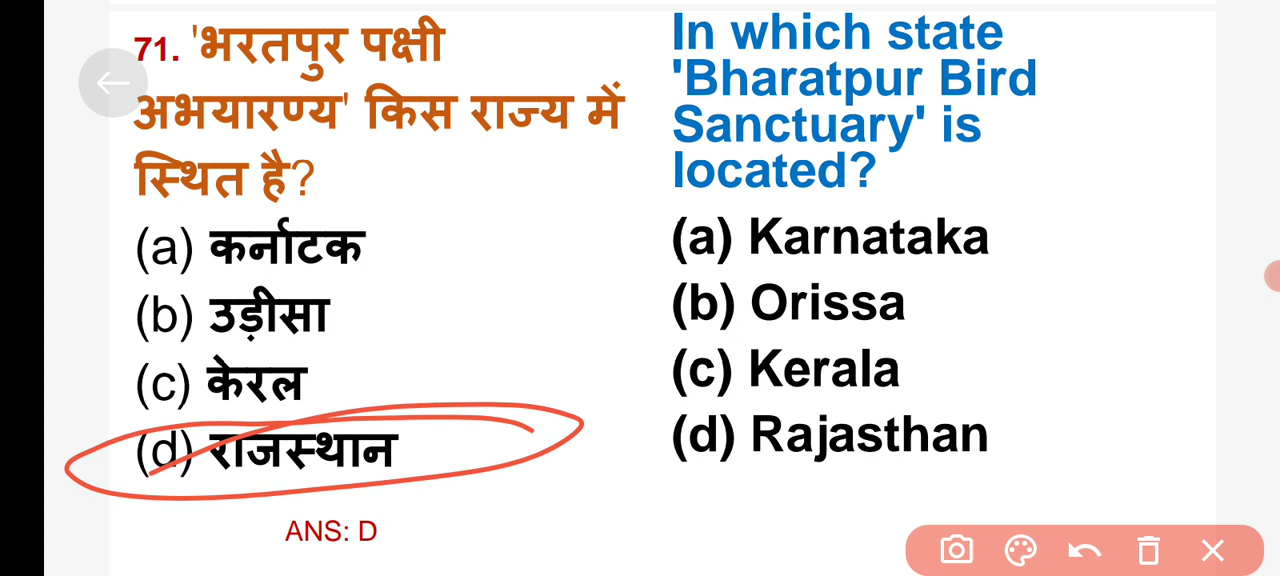 71. 'भरतपुर पक्षी
अभयारण्य' किस राज्य में
स्थित है?
(a) कर्नाटक
(b) उड़ीसा
(c) केरल
(d) राजस्थान
ANS: D
In which state
'Bharatpur Bird
Sanctuary' is
located?
(a) Karnataka
(b) Orissa
(c) Kerala
(d) Rajasthan